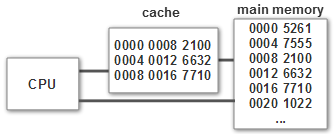 cache
main memory
CPU
0000 0008 2100
0004 0012 6632
0008 0016 7710
0000 5261
0004 7555
0008 2100
0012 6632
0016 7710
0020 1022
...